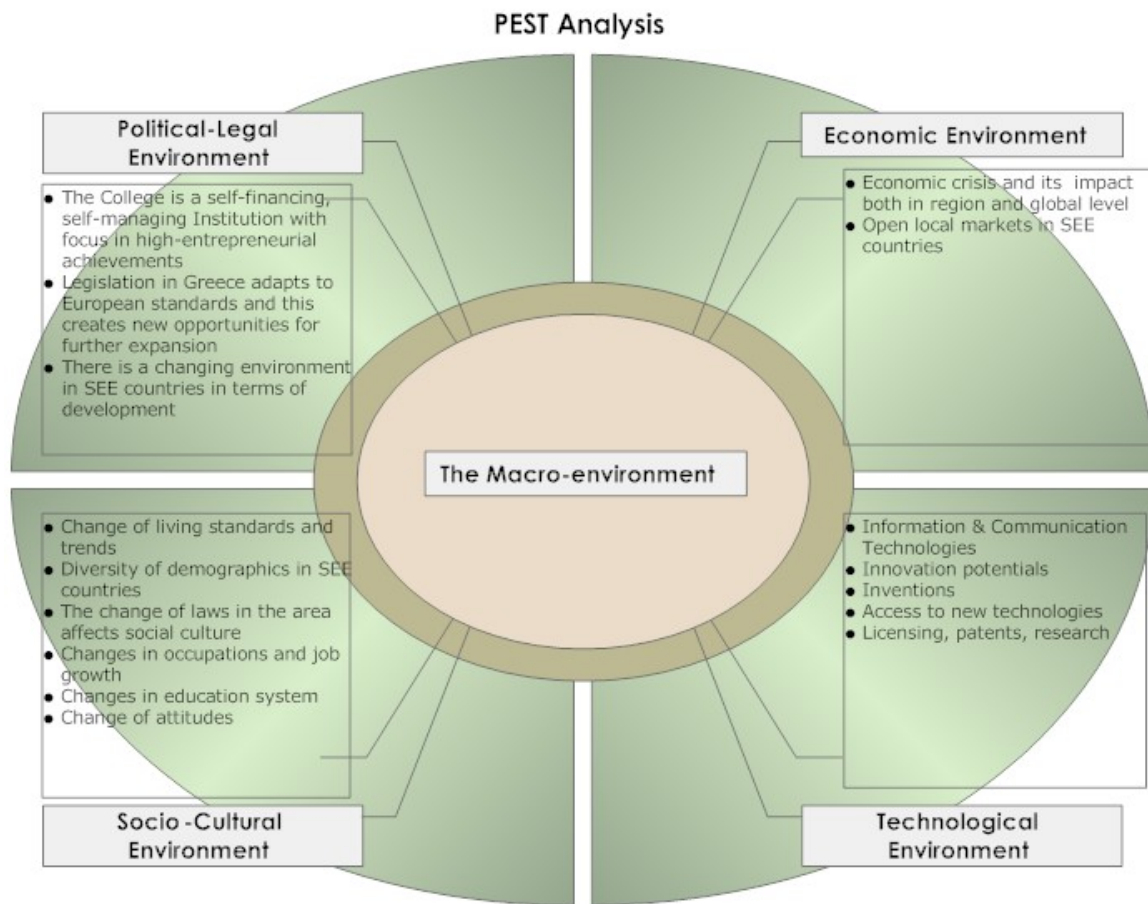 PEST Analysis
Political-Legal
Environment
● The College is a self-financing,
self-managing Institution with
focus in high-entrepreneurial
achievements
● Legislation in Greece adapts to
European standards and this
creates new opportunities for
further expansion
● There is a changing environment
in SEE countries in terms of
development
Economic Environment
● Economic crisis and its impact
both in region and global level
● Open local markets in SEE
countries
The Macro-environment
● Change of living standards and
trends
● Diversity of demographics in SEE
countries
● The change of laws in the area
affects social culture
● Changes in occupations and job
growth
● Changes in education system
● Change of attitudes
Socio-Cultural
Environment
● Information & Communication
Technologies
● Innovation potentials
● Inventions
● Access to new technologies
● Licensing, patents, research
Technological
Environment